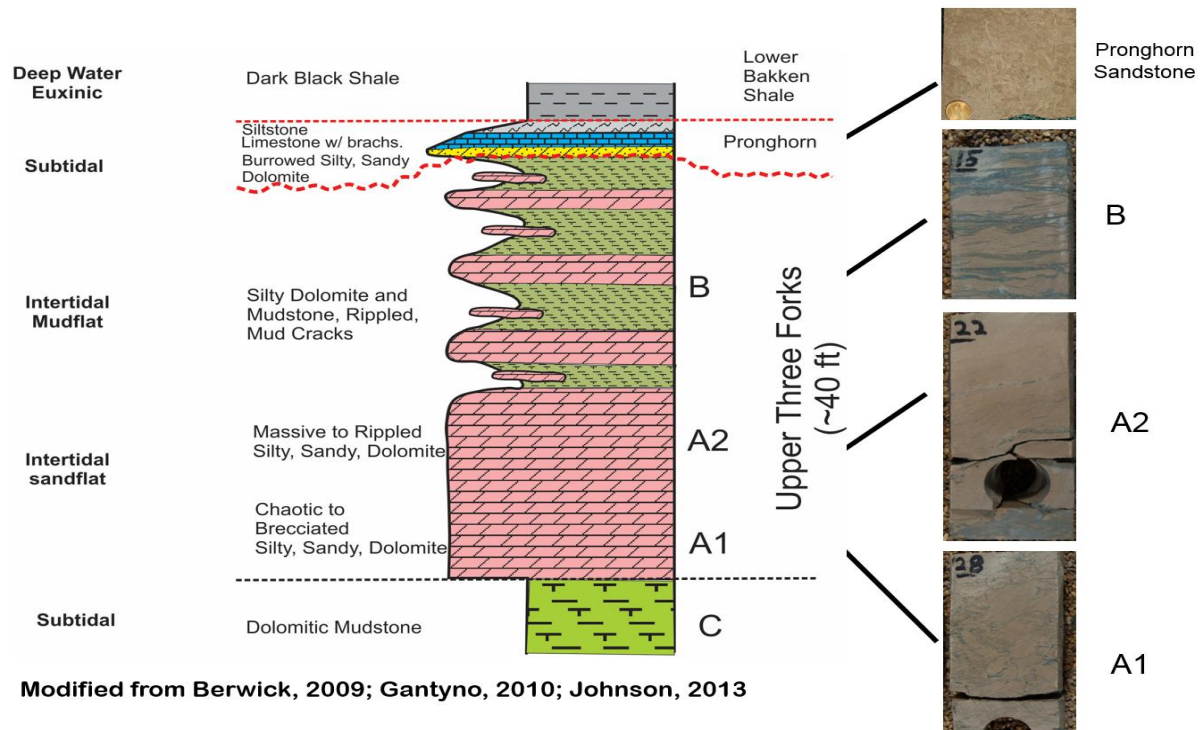 Deep Water
Euxinic
Dark Black Shale
Lower
Bakken
Shale
Pronghorn
Sandstone
Subtidal
Siltstone
Limestone w/ brachs.
Burrowed Silty, Sandy
Dolomite
Pronghorn
15
B
Intertidal
Mudflat
Silty Dolomite and
Mudstone, Rippled,
Mud Cracks
B
Upper Three Forks
(~40 ft)
22
A2
Intertidal
sandflat
Massive to Rippled
Silty, Sandy, Dolomite
A2
Chaotic to
Brecciated
Silty, Sandy, Dolomite
A1
28
A1
Subtidal
Dolomitic Mudstone
C
Modified from Berwick, 2009; Gantyno, 2010; Johnson, 2013